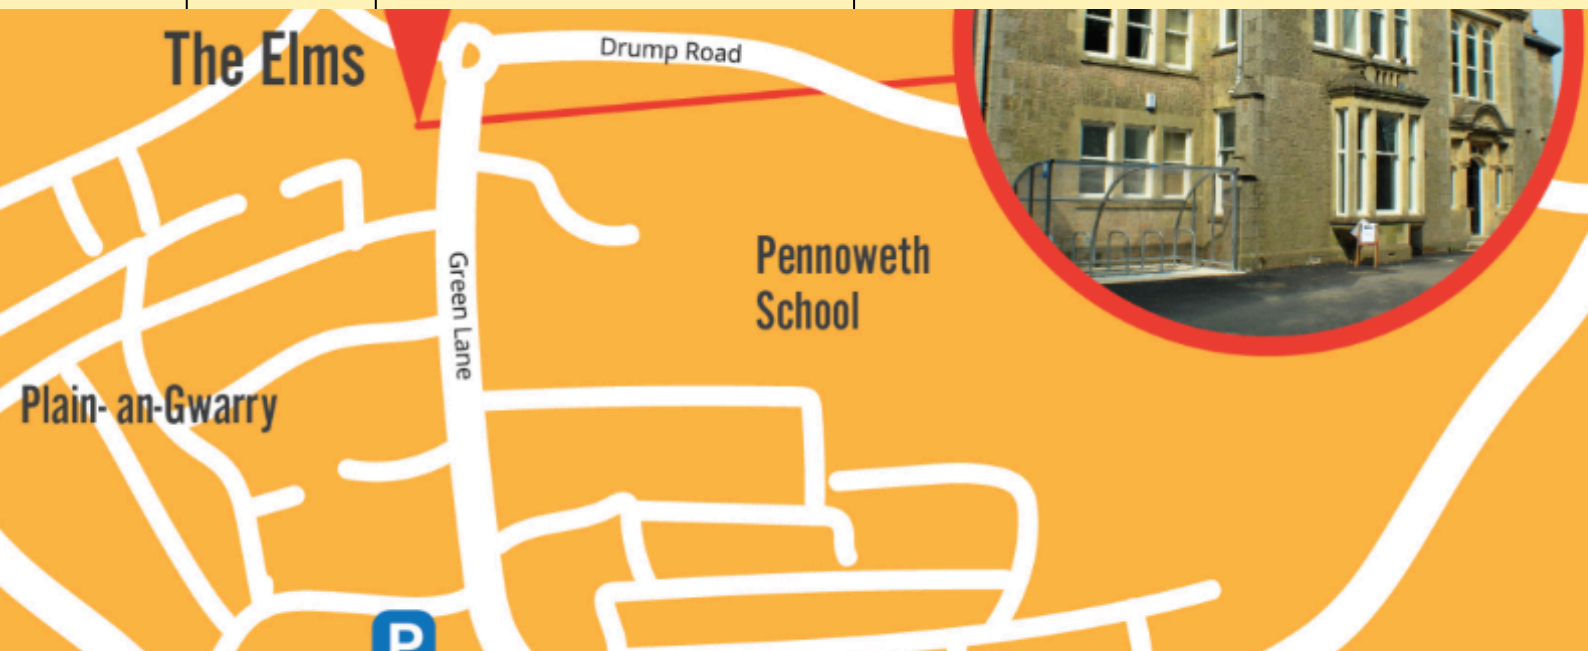 The Elms
Drump Road
Pennoweth
School
Green Lane
Plain- an-Gwarry
P